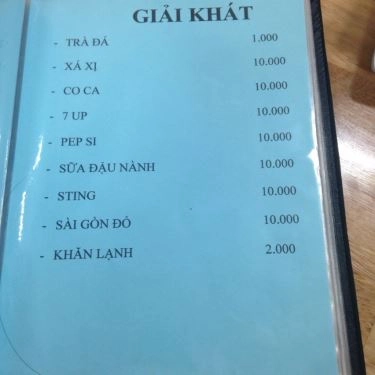 GIẢI KHÁT
- TRÀ ĐÁ 1.000
- XÁ XỊ 10.000
- CO CA 10.000
- 7 UP 10.000
- PEP SI 10.000
- SỮA ĐẬU NÀNH 10.000
- STING 10.000
- SÀI GÒN ĐỎ 10.000
- KHĂN LẠNH 2.000